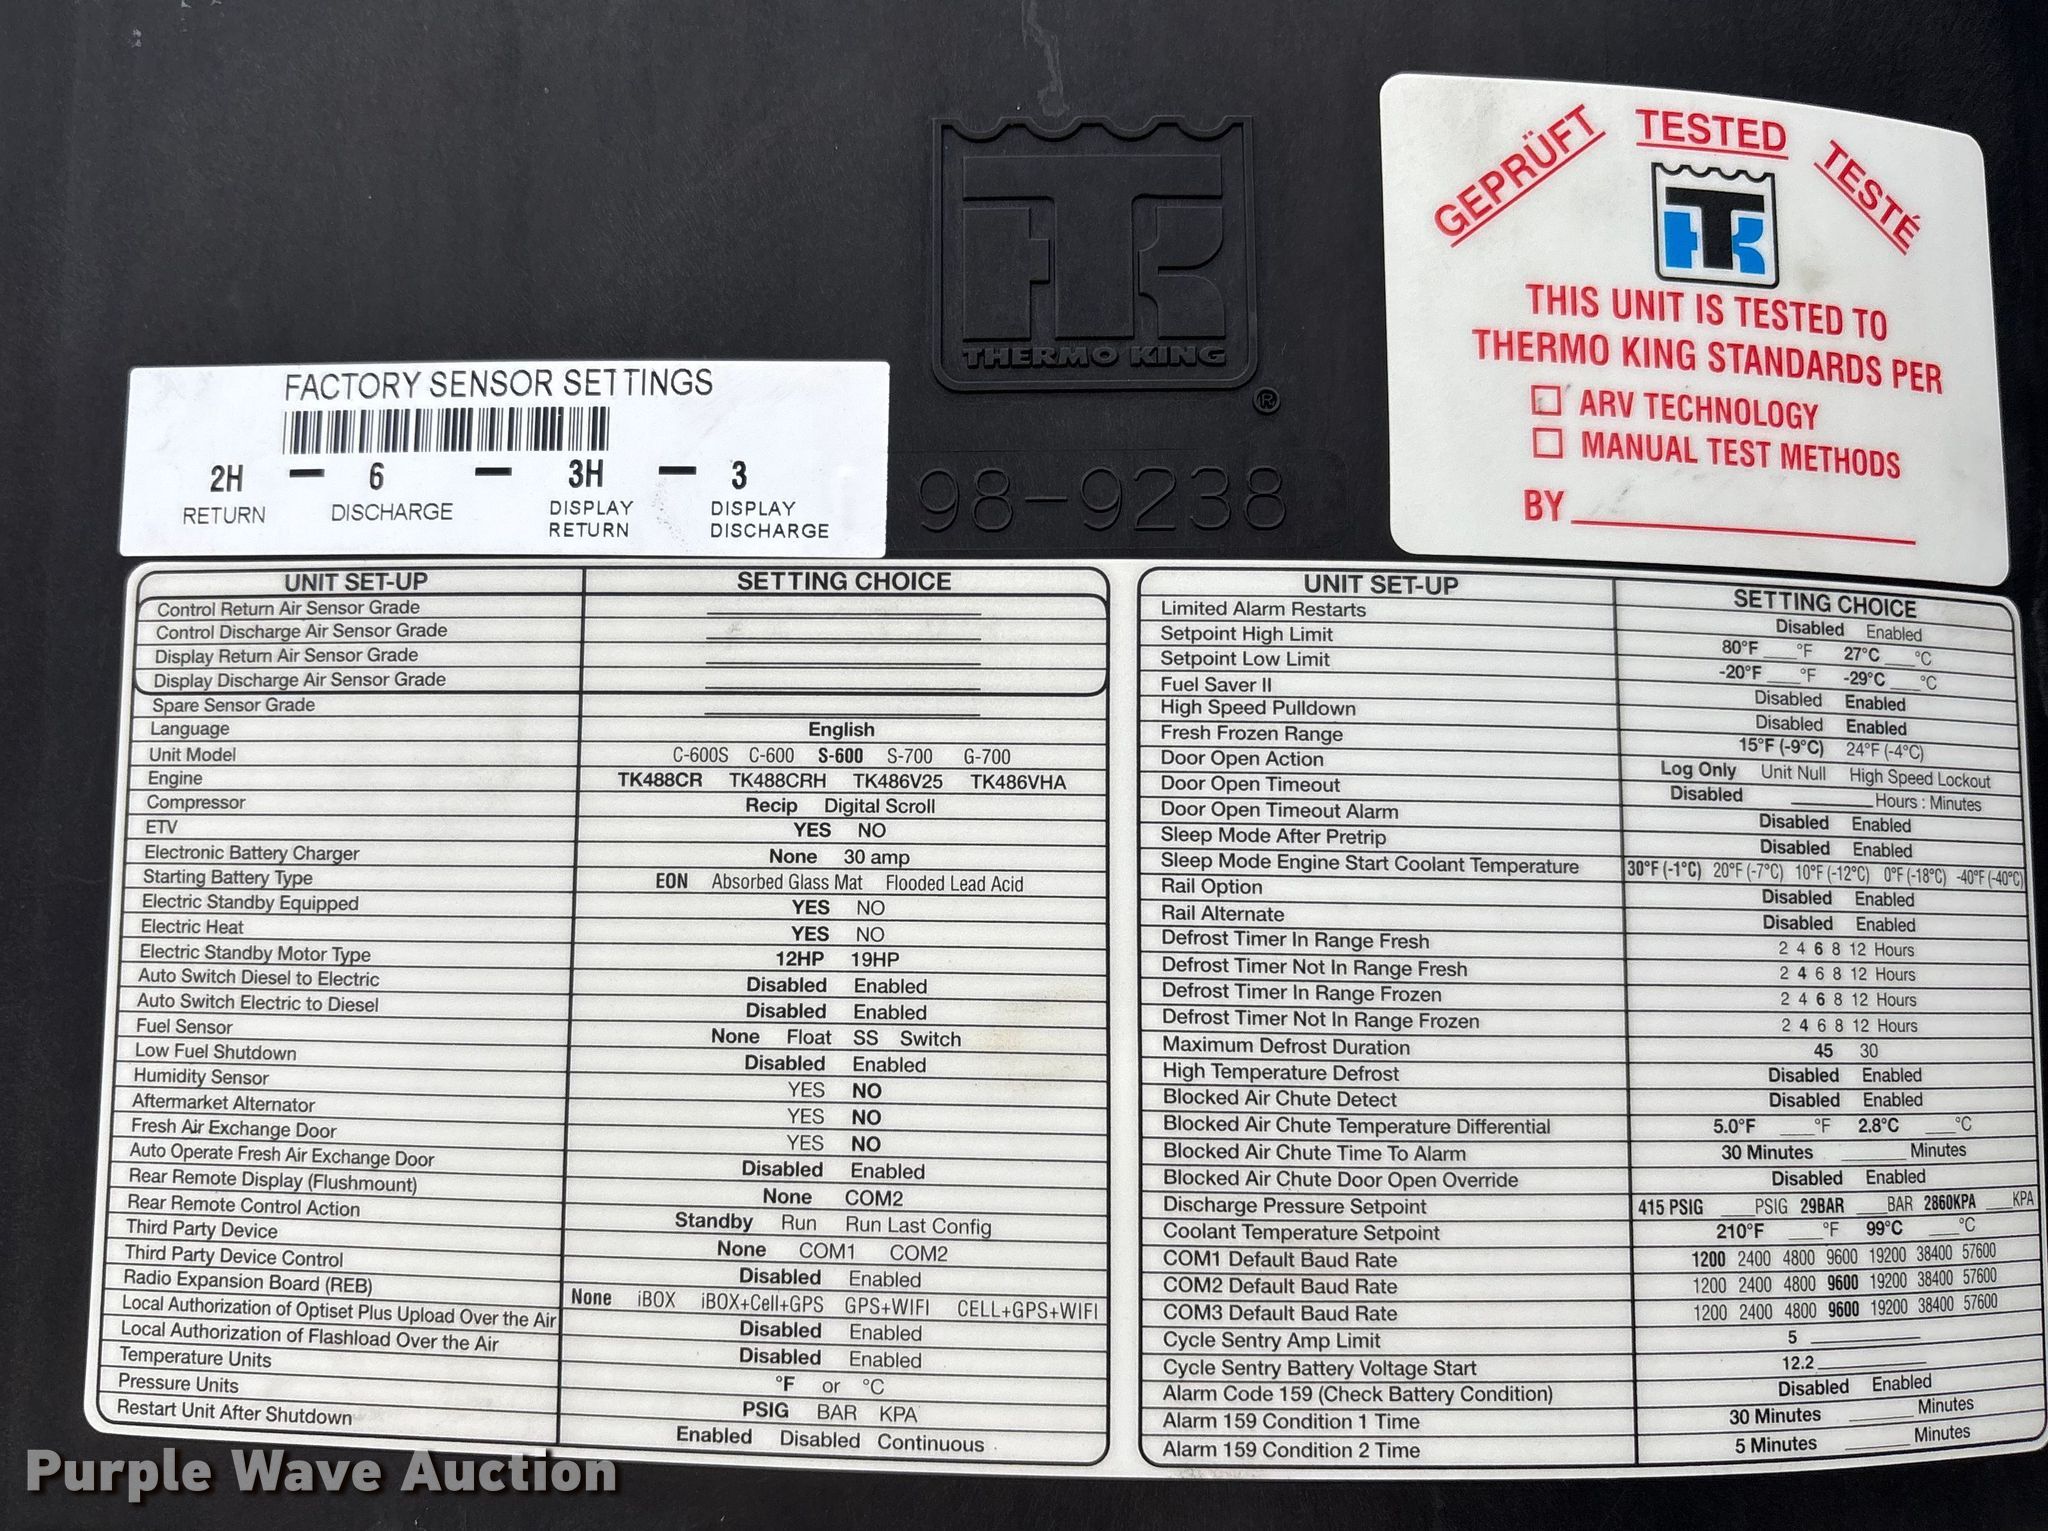 THERMO KING
®
98-9238
GEPRÜFT TESTED TESTÉ
THIS UNIT IS TESTED TO
THERMO KING STANDARDS PER
ARV TECHNOLOGY
MANUAL TEST METHODS
BY
FACTORY SENSOR SETTINGS
2H — 6 — 3H — 3
RETURN DISCHARGE DISPLAY RETURN DISPLAY DISCHARGE
UNIT SET-UP SETTING CHOICE
Control Return Air Sensor Grade
Control Discharge Air Sensor Grade
Display Return Air Sensor Grade
Display Discharge Air Sensor Grade
Spare Sensor Grade
Language English
Unit Model C-600S C-600 S-600 S-700 G-700
Engine TK488CR TK488CRH TK486V25 TK486VHA
Compressor Recip Digital Scroll
ETV YES NO
Electronic Battery Charger None 30 amp
Starting Battery Type EON Absorbed Glass Mat Flooded Lead Acid
Electric Standby Equipped YES NO
Electric Heat YES NO
Electric Standby Motor Type 12HP 19HP
Auto Switch Diesel to Electric Disabled Enabled
Auto Switch Electric to Diesel Disabled Enabled
Fuel Sensor None Float SS Switch
Low Fuel Shutdown Disabled Enabled
Humidity Sensor YES NO
Aftermarket Alternator YES NO
Fresh Air Exchange Door YES NO
Auto Operate Fresh Air Exchange Door Disabled Enabled
Rear Remote Display (Flushmount) None COM2
Rear Remote Control Action Standby Run Run Last Config
Third Party Device None COM1 COM2
Third Party Device Control Disabled Enabled
Radio Expansion Board (REB) None iBOX iBOX+Cell+GPS GPS+WIFI CELL+GPS+WIFI
Local Authorization of Optiset Plus Upload Over the Air Disabled Enabled
Local Authorization of Flashload Over the Air Disabled Enabled
Temperature Units °F or °C
Pressure Units PSIG BAR KPA
Restart Unit After Shutdown Enabled Disabled Continuous
UNIT SET-UP SETTING CHOICE
Limited Alarm Restarts Disabled Enabled
Setpoint High Limit 80°F ___°F 27°C ___°C
Setpoint Low Limit -20°F ___°F -29°C ___°C
Fuel Saver II Disabled Enabled
High Speed Pulldown Disabled Enabled
Fresh Frozen Range 15°F (-9°C) 24°F (-4°C)
Door Open Action Log Only Unit Null High Speed Lockout
Door Open Timeout Disabled ________ Hours : Minutes
Door Open Timeout Alarm Disabled Enabled
Sleep Mode After Pretrip Disabled Enabled
Sleep Mode Engine Start Coolant Temperature 30°F (-1°C) 20°F (-7°C) 10°F (-12°C) 0°F (-18°C) -40°F (-40°C)
Rail Option Disabled Enabled
Rail Alternate Disabled Enabled
Defrost Timer In Range Fresh 2 4 6 8 12 Hours
Defrost Timer Not In Range Fresh 2 4 6 8 12 Hours
Defrost Timer In Range Frozen 2 4 6 8 12 Hours
Defrost Timer Not In Range Frozen 2 4 6 8 12 Hours
Maximum Defrost Duration 45 30
High Temperature Defrost Disabled Enabled
Blocked Air Chute Detect Disabled Enabled
Blocked Air Chute Temperature Differential 5.0°F ___°F 2.8°C ___°C
Blocked Air Chute Time To Alarm 30 Minutes ______ Minutes
Blocked Air Chute Door Open Override Disabled Enabled
Discharge Pressure Setpoint 415 PSIG ___PSIG 29BAR ___BAR 2860KPA ___KPA
Coolant Temperature Setpoint 210°F ___°F 99°C ___°C
COM1 Default Baud Rate 1200 2400 4800 9600 19200 38400 57600
COM2 Default Baud Rate 1200 2400 4800 9600 19200 38400 57600
COM3 Default Baud Rate 1200 2400 4800 9600 19200 38400 57600
Cycle Sentry Amp Limit 5 ________
Cycle Sentry Battery Voltage Start 12.2 ________
Alarm Code 159 (Check Battery Condition) Disabled Enabled
Alarm 159 Condition 1 Time 30 Minutes ______ Minutes
Alarm 159 Condition 2 Time 5 Minutes ______ Minutes
Purple Wave Auction